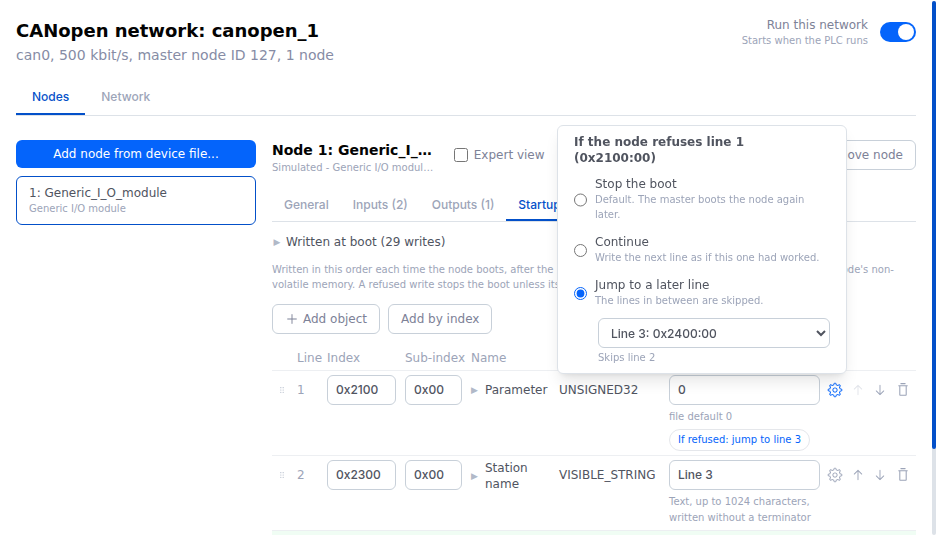 CANopen network: canopen_1
can0, 500 kbit/s, master node ID 127, 1 node
Run this network
Starts when the PLC runs
Nodes
Network
Add node from device file...
1: Generic_I_O_module
Generic I/O module
Node 1: Generic_I_...
Simulated - Generic I/O modul...
Expert view
ove node
General
Inputs (2)
Outputs (1)
Startup
Written at boot (29 writes)
Written in this order each time the node boots, after the
de's non-
volatile memory. A refused write stops the boot unless its
Add object
Add by index
If the node refuses line 1
(0x2100:00)
Stop the boot
Default. The master boots the node again
later.
Continue
Write the next line as if this one had worked.
Jump to a later line
The lines in between are skipped.
Line 3: 0x2400:00
Skips line 2
Line
Index
Sub-index
Name
1
0x2100
0x00
Parameter
UNSIGNED32
0
file default 0
If refused: jump to line 3
2
0x2300
0x00
Station
name
VISIBLE_STRING
Line 3
Text, up to 1024 characters,
written without a terminator